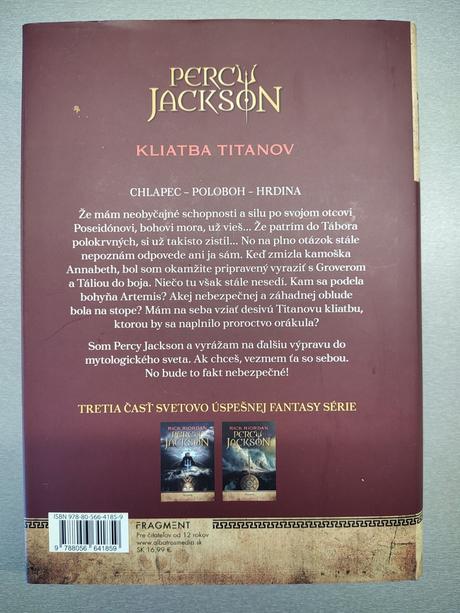 PERCY
JACKSON
KLIATBA TITANOV
CHLAPEC – POLOBOH – HRDINA
Že mám neobyčajné schopnosti a silu po svojom otcovi
Poseidónovi, bohovi mora, už vieš... Že patrím do Tábora
polokrvných, si už takisto zistil... No na plno otázok stále
nepoznám odpovede ani ja sám. Keď zmizla kamoška
Annabeth, bol som okamžite pripravený vyraziť s Groverom
a Táliou do boja. Niečo tu však stále nesedí. Kam sa podela
bohyňa Artemis? Akej nebezpečnej a záhadnej oblude
bola na stope? Mám na seba vziať desivú Titanovu kliatbu,
ktorou by sa naplnilo proroctvo orákula?
Som Percy Jackson a vyrážam na ďalšiu výpravu do
mytologického sveta. Ak chceš, vezmem ťa so sebou.
No bude to fakt nebezpečné!
TRETIA ČASŤ SVETOVO ÚSPEŠNEJ FANTASY SÉRIE
RICK RIORDAN
PERCY
JACKSON
RICK RIORDAN
PERCY
JACKSON
ISBN 978-80-566-4185-9
9 788056 641859
FRAGMENT
Pre čitateľov od 12 rokov
www.albatrosmedia.sk
SK 16,99 €